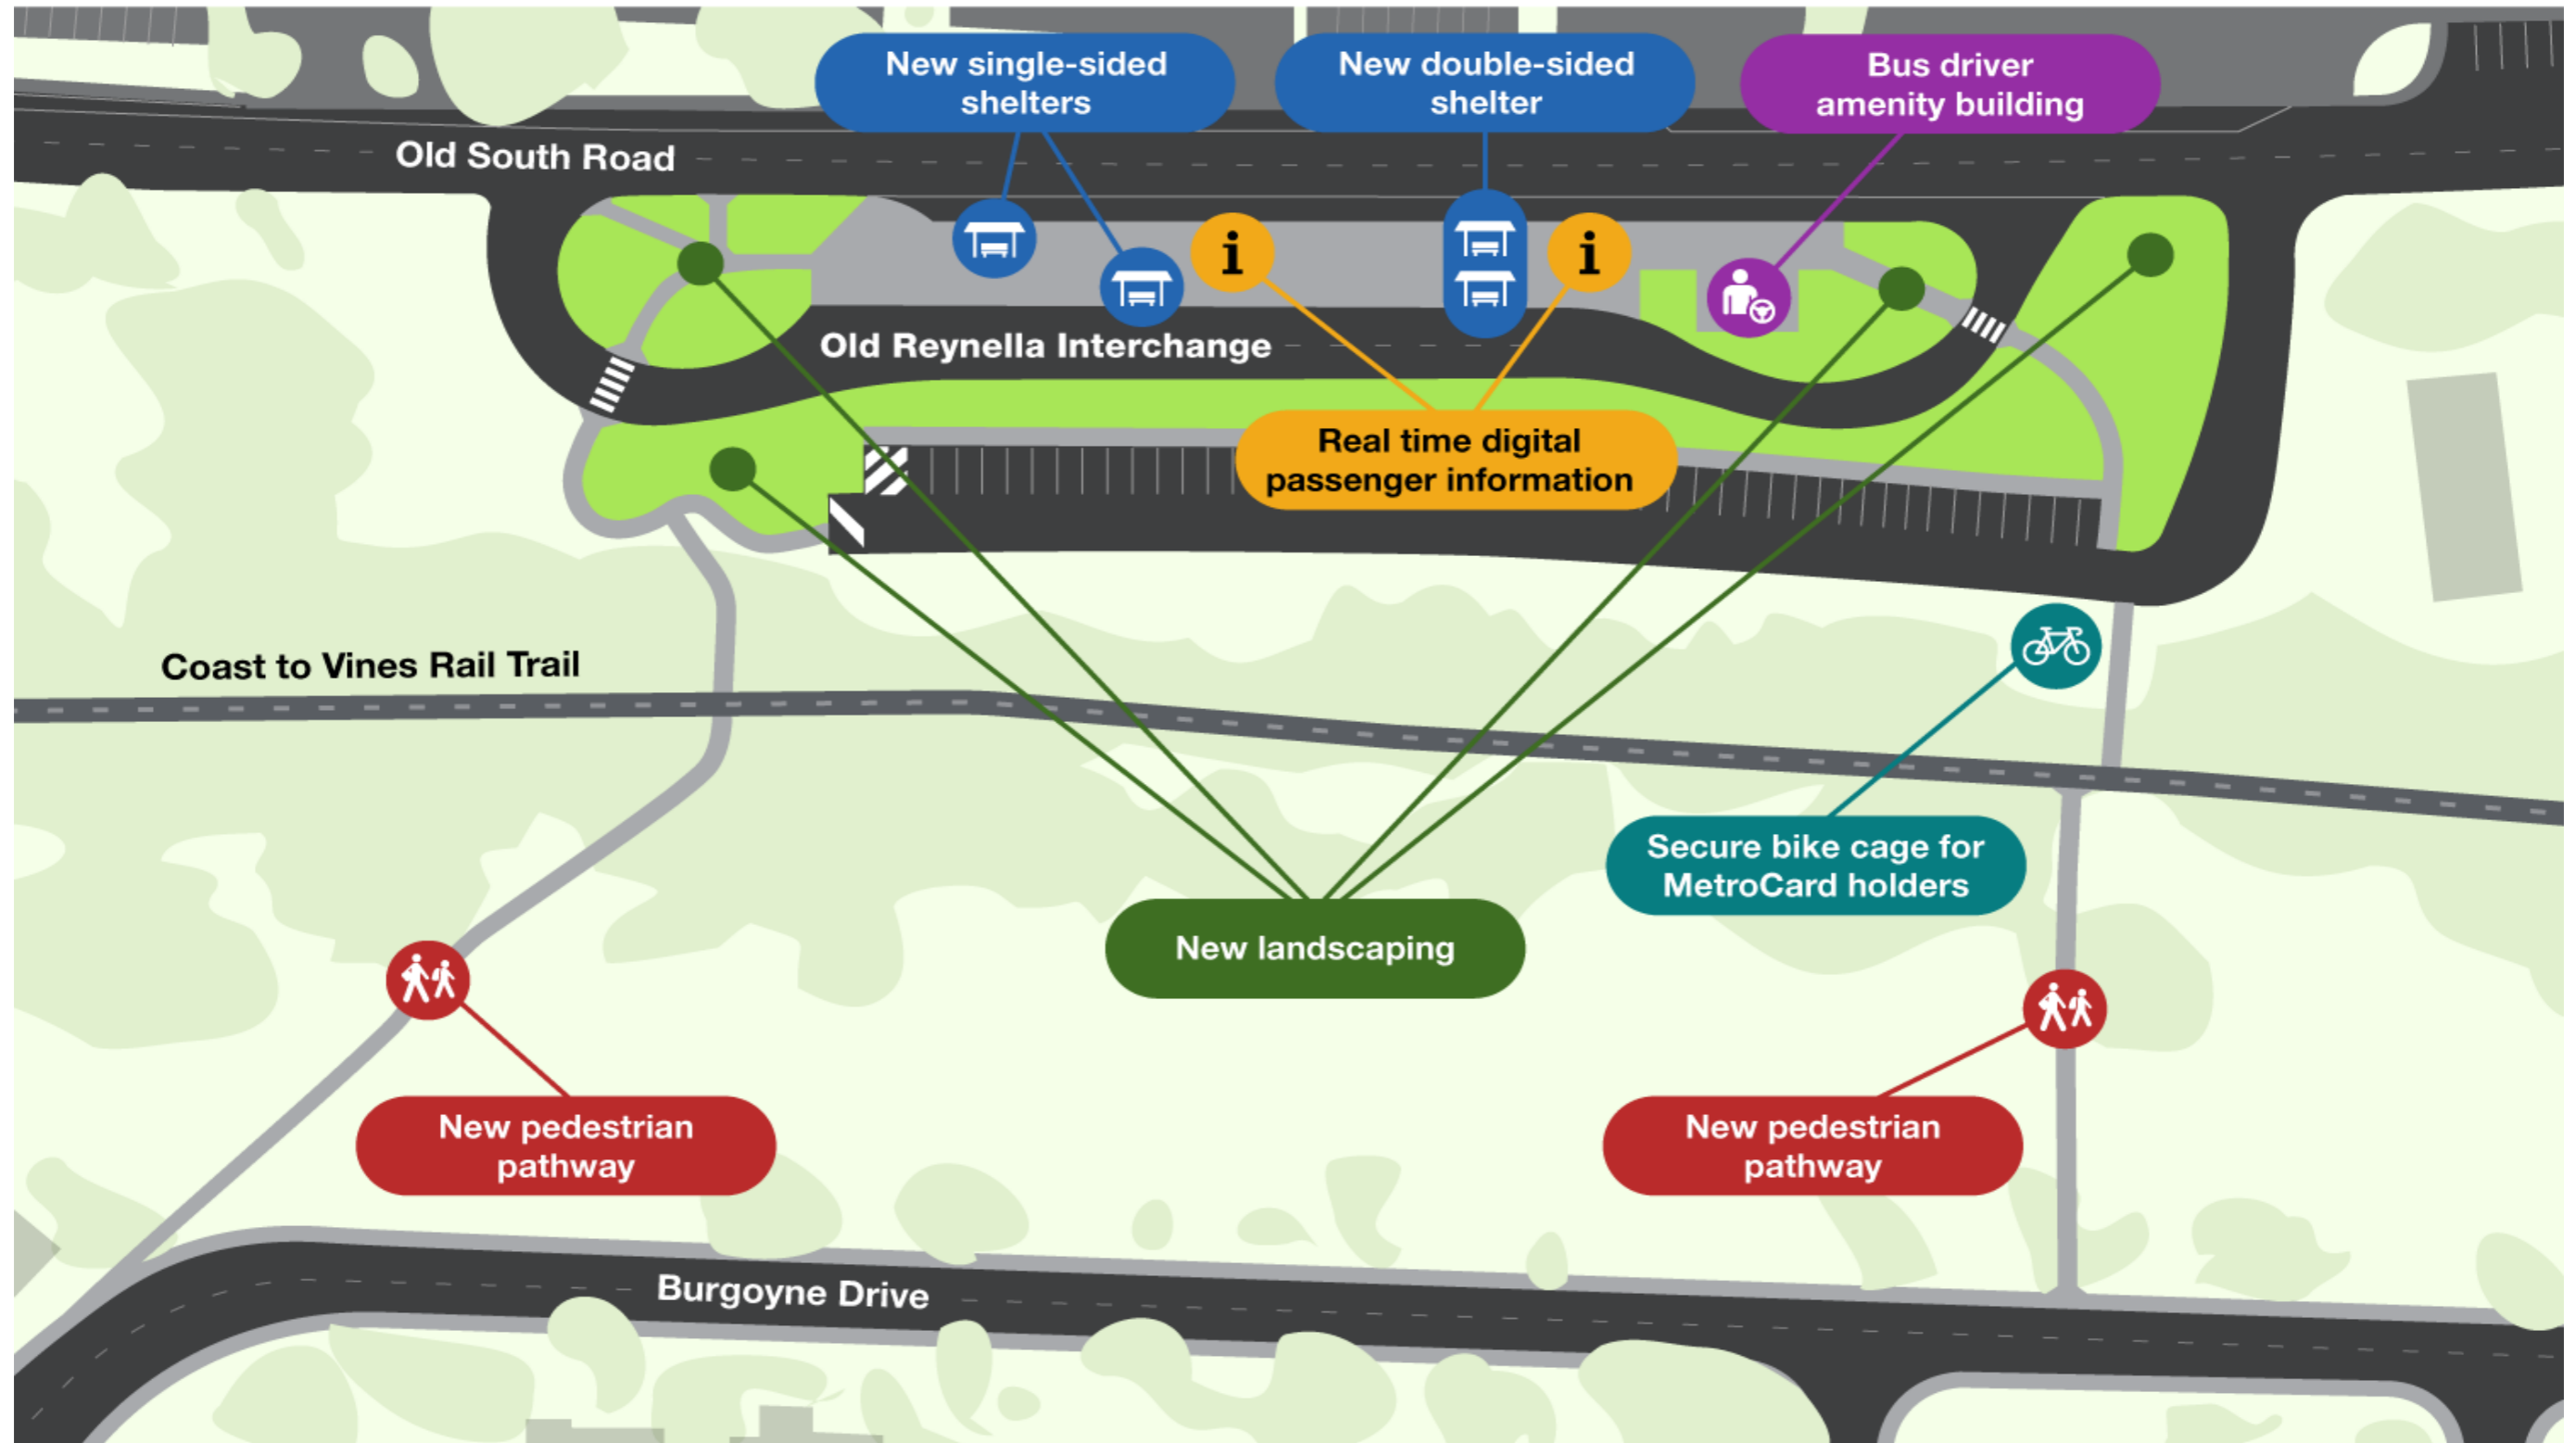 New single-sided
shelters
New double-sided
shelter
Bus driver
amenity building
Old South Road
i
i
Old Reynella Interchange
Real time digital
passenger information
Coast to Vines Rail Trail
Secure bike cage for
MetroCard holders
New landscaping
New pedestrian
pathway
New pedestrian
pathway
Burgoyne Drive